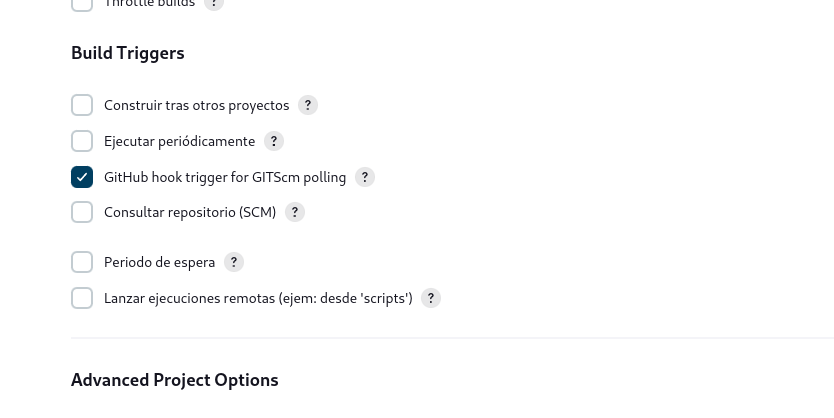 Throttle builds ?
Build Triggers
Construir tras otros proyectos ?
Ejecutar periódicamente ?
GitHub hook trigger for GITScm polling ?
Consultar repositorio (SCM) ?
Periodo de espera ?
Lanzar ejecuciones remotas (ejem: desde 'scripts') ?
Advanced Project Options